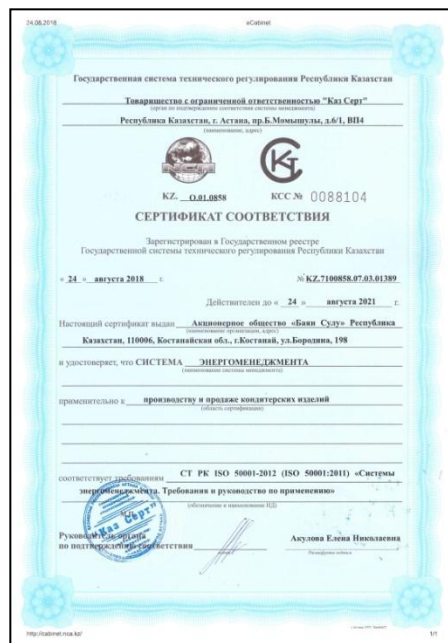 24.08.2018 eCabinet
Государственная система технического регулирования Республики Казахстан
Товарищество с ограниченной ответственностью "Каз Серт"
(орган по подтверждению соответствия системы менеджмента)
Республика Казахстан, г. Астана, пр.Б.Момышулы, д.6/1, ВП4
(наименование, адрес)
KZ. О.01.0858 КСС № 0088104
СЕРТИФИКАТ СООТВЕТСТВИЯ
Зарегистрирован в Государственном реестре
Государственной системы технического регулирования Республики Казахстан
« 24 » августа 2018 г. № KZ.7100858.07.03.01389
Действителен до « 24 » августа 2021 г.
Настоящий сертификат выдан Акционерное общество «Баян Сулу» Республика
(наименование организации, адрес)
Казахстан, 110006, Костанайская обл., г.Костанай, ул.Бородина, 198
и удостоверяет, что СИСТЕМА ЭНЕРГОМЕНЕДЖМЕНТА
(наименование системы менеджмента)
применительно к производству и продаже кондитерских изделий
(область сертификации)
соответствует требованиям СТ РК ISO 50001-2012 (ISO 50001:2011) «Системы
энергоменеджмента. Требования и руководство по применению»
(обозначение и наименование НД)
Каз Серт
Руководитель органа
по подтверждению соответствия Акулова Елена Николаевна
http://cabinet.nca.kz/ 1/1